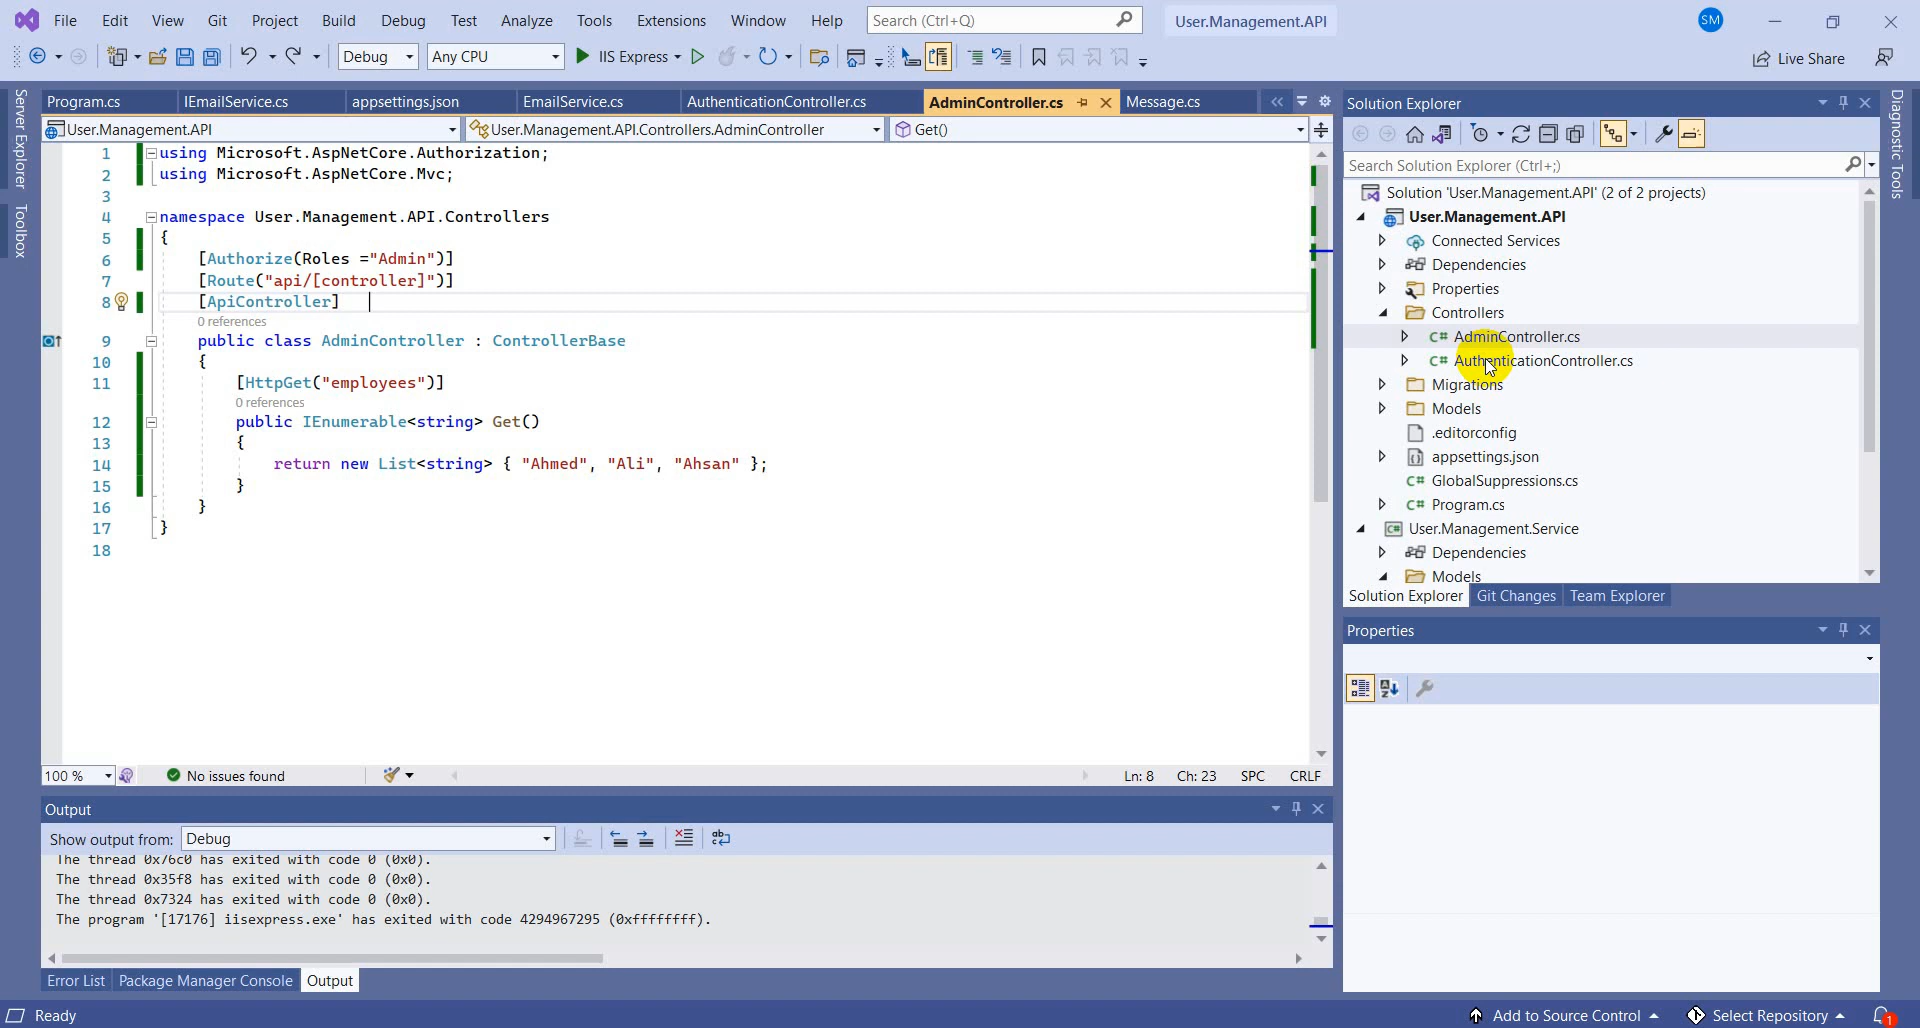 File Edit View Git Project Build Debug Test Analyze Tools Extensions Window Help Search (Ctrl+Q) User.Management.API SM
Debug Any CPU IIS Express Live Share
Server Explorer
Toolbox
Program.cs IEmailService.cs appsettings.json EmailService.cs AuthenticationController.cs AdminController.cs Message.cs
User.Management.API User.Management.API.Controllers.AdminController Get()
1 using Microsoft.AspNetCore.Authorization;
2 using Microsoft.AspNetCore.Mvc;
3
4 namespace User.Management.API.Controllers
5 {
6 [Authorize(Roles ="Admin")]
7 [Route("api/[controller]")]
8 [ApiController]
0 references
9 public class AdminController : ControllerBase
10 {
11 [HttpGet("employees")]
0 references
12 public IEnumerable<string> Get()
13 {
14 return new List<string> { "Ahmed", "Ali", "Ahsan" };
15 }
16 }
17 }
18
100 % No issues found Ln: 8 Ch: 23 SPC CRLF
Output
Show output from: Debug
The thread 0x76c0 has exited with code 0 (0x0).
The thread 0x35f8 has exited with code 0 (0x0).
The thread 0x7324 has exited with code 0 (0x0).
The program '[17176] iisexpress.exe' has exited with code 4294967295 (0xffffffff).
Error List Package Manager Console Output
Solution Explorer
Search Solution Explorer (Ctrl+;)
Solution 'User.Management.API' (2 of 2 projects)
User.Management.API
Connected Services
Dependencies
Properties
Controllers
C# AdminController.cs
C# AuthenticationController.cs
Migrations
Models
.editorconfig
appsettings.json
C# GlobalSuppressions.cs
C# Program.cs
C# User.Management.Service
Dependencies
Models
Solution Explorer Git Changes Team Explorer
Properties
Diagnostic Tools
Ready Add to Source Control Select Repository 1